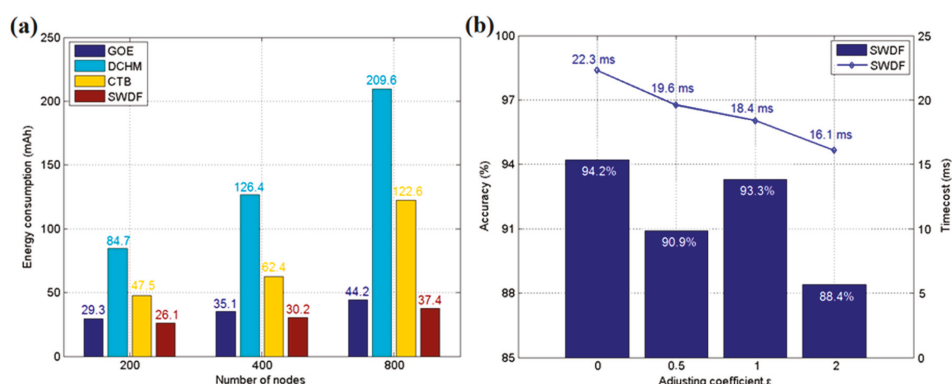 (a)
250
200
150
100
50
0
Energy consumption (mAh)
GOE
DCHM
CTB
SWDF
29.3
84.7
47.5
26.1
35.1
126.4
62.4
30.2
44.2
209.6
122.6
37.4
200
400
800
Number of nodes
(b)
100
97
94
91
88
85
Accuracy (%)
SWDF
SWDF
22.3 ms
19.6 ms
18.4 ms
16.1 ms
94.2%
90.9%
93.3%
88.4%
25
20
15
10
5
0
Timecost (ms)
0
0.5
1
2
Adjusting coefficient,ε